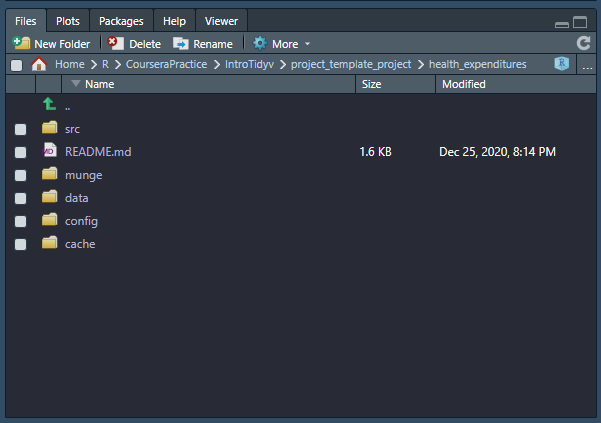 Files Plots Packages Help Viewer
New Folder Delete Rename More
Home R CourseraPractice IntroTidyv project_template_project health_expenditures R ...
Name Size Modified
..
src
README.md 1.6 KB Dec 25, 2020, 8:14 PM
munge
data
config
cache